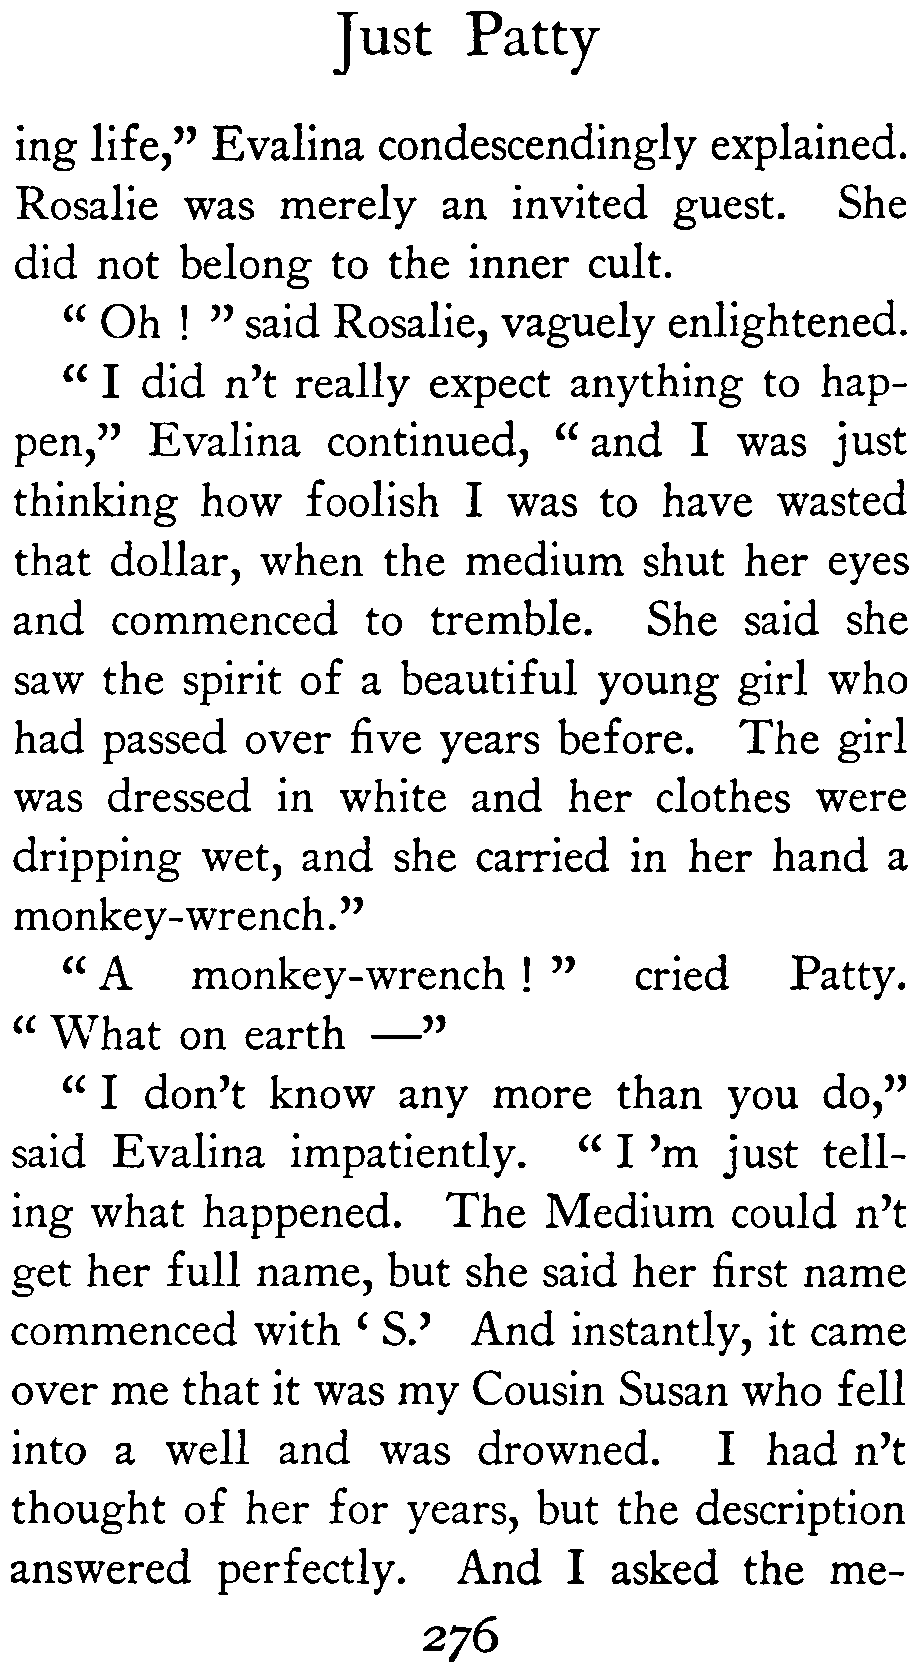 Just Patty
ing life,” Evalina condescendingly explained.
Rosalie was merely an invited guest. She
did not belong to the inner cult.
“ Oh ! ” said Rosalie, vaguely enlightened.
“ I did n’t really expect anything to hap-
pen,” Evalina continued, “ and I was just
thinking how foolish I was to have wasted
that dollar, when the medium shut her eyes
and commenced to tremble. She said she
saw the spirit of a beautiful young girl who
had passed over five years before. The girl
was dressed in white and her clothes were
dripping wet, and she carried in her hand a
monkey-wrench.”
“ A monkey-wrench ! ” cried Patty.
“ What on earth —”
“ I don’t know any more than you do,”
said Evalina impatiently. “ I ’m just tell-
ing what happened. The Medium could n’t
get her full name, but she said her first name
commenced with ‘ S.’ And instantly, it came
over me that it was my Cousin Susan who fell
into a well and was drowned. I had n’t
thought of her for years, but the description
answered perfectly. And I asked the me-
276